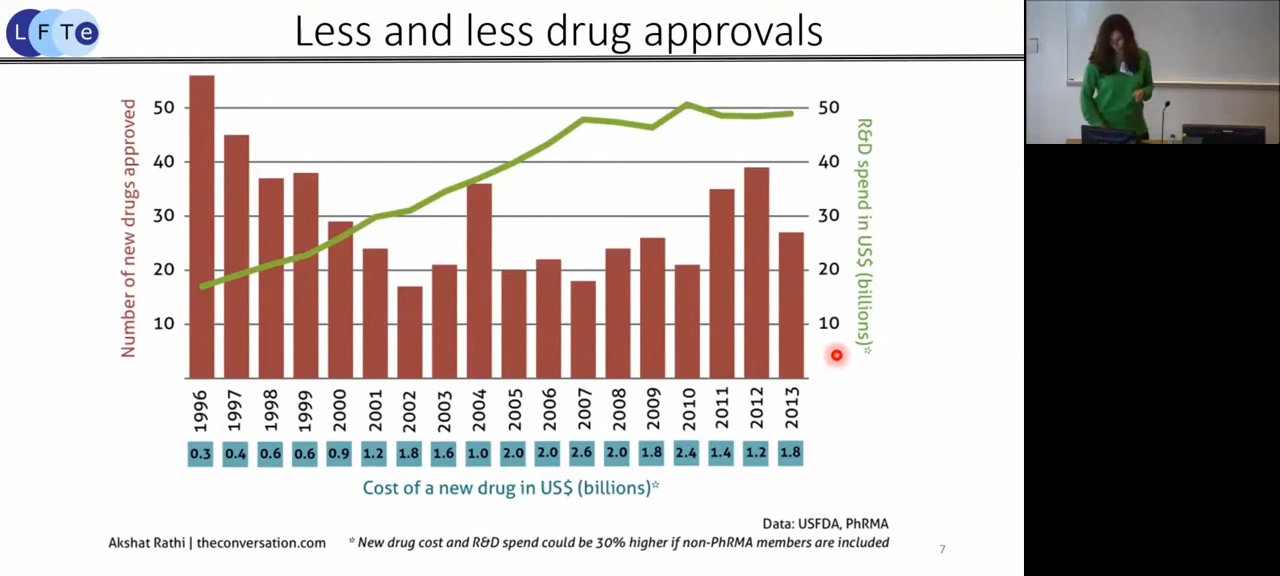 L F T e
Less and less drug approvals
Number of new drugs approved
50
40
30
20
10
50
40
30
20
10
R&D spend in US$ (billions)*
1996 1997 1998 1999 2000 2001 2002 2003 2004 2005 2006 2007 2008 2009 2010 2011 2012 2013
0.3 0.4 0.6 0.6 0.9 1.2 1.8 1.6 1.0 2.0 2.0 2.6 2.0 1.8 2.4 1.4 1.2 1.8
Cost of a new drug in US$ (billions)*
Data: USFDA, PhRMA
Akshat Rathi | theconversation.com
* New drug cost and R&D spend could be 30% higher if non-PhRMA members are included
7